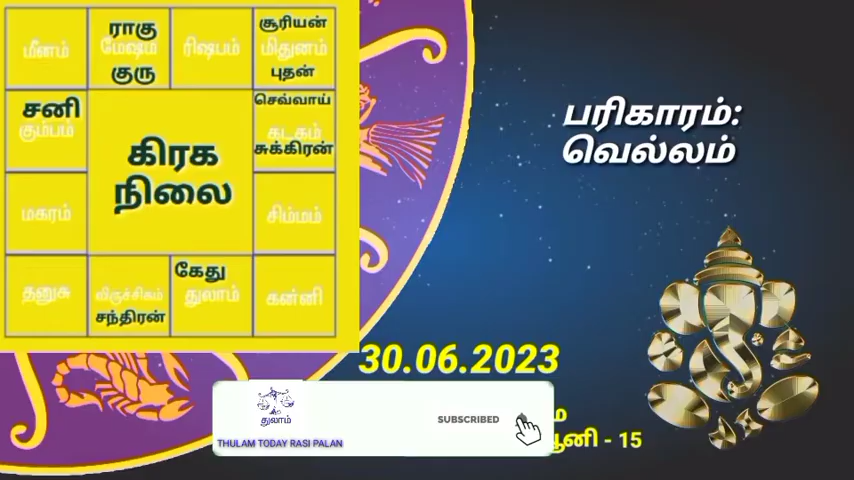 மீனம்
ராகு
மேஷம்
குரு
ரிஷபம்
சூரியன்
மிதுனம்
புதன்
சனி
கும்பம்
கிரக
நிலை
செவ்வாய்
கடகம்
சுக்கிரன்
மகரம்
சிம்மம்
தனுசு
விருச்சிகம்
சந்திரன்
கேது
துலாம்
கன்னி
பரிகாரம்:
வெல்லம்
30.06.2023
துலாம்
THULAM TODAY RASI PALAN
SUBSCRIBED
- 15